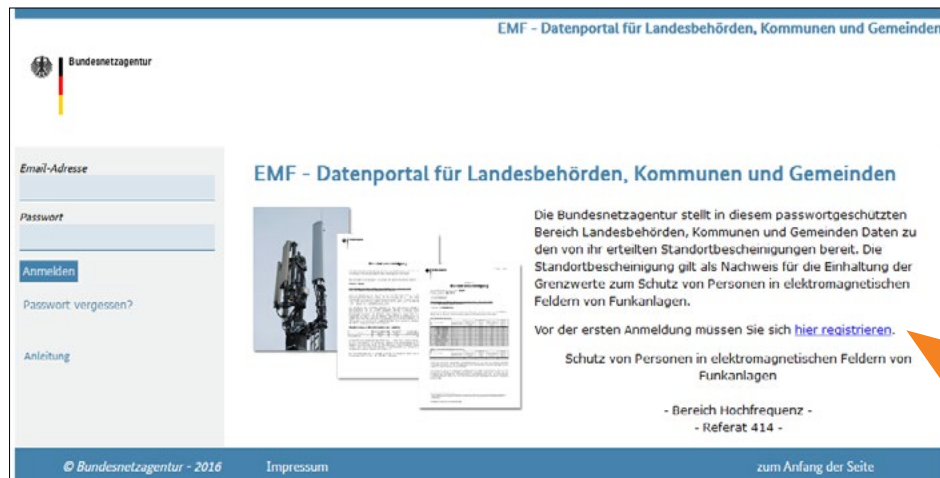 EMF - Datenportal für Landesbehörden, Kommunen und Gemeinden
Bundesnetzagentur
Email-Adresse
Passwort
Anmelden
Passwort vergessen?
Anleitung
EMF - Datenportal für Landesbehörden, Kommunen und Gemeinden
Die Bundesnetzagentur stellt in diesem passwortgeschützten
Bereich Landesbehörden, Kommunen und Gemeinden Daten zu
den von ihr erteilten Standortbescheinigungen bereit. Die
Standortbescheinigung gilt als Nachweis für die Einhaltung der
Grenzwerte zum Schutz von Personen in elektromagnetischen
Feldern von Funkanlagen.
Vor der ersten Anmeldung müssen Sie sich hier registrieren.
Schutz von Personen in elektromagnetischen Feldern von
Funkanlagen
- Bereich Hochfrequenz -
- Referat 414 -
© Bundesnetzagentur - 2016 Impressum zum Anfang der Seite